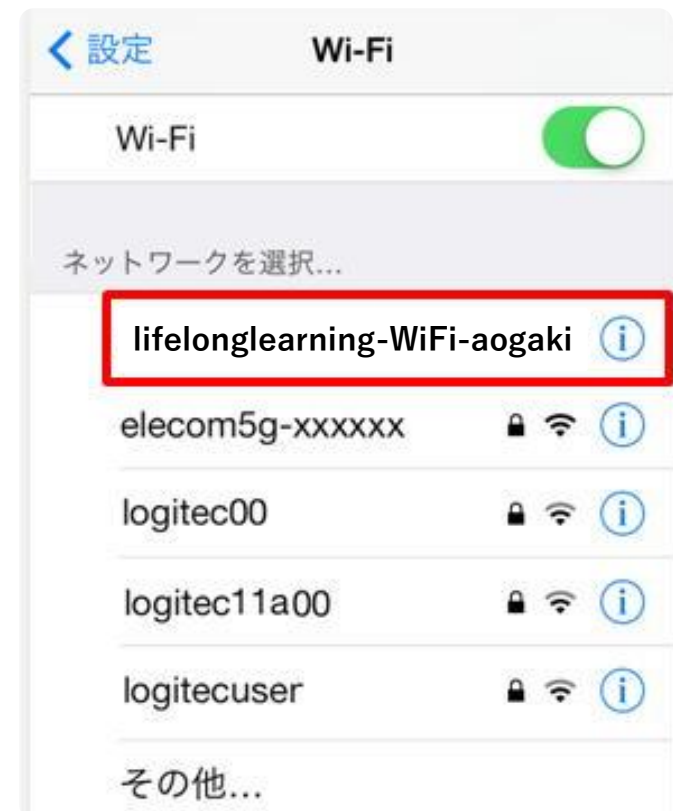 設定 Wi-Fi
Wi-Fi
ネットワークを選択...
lifelonglearning-WiFi-aogaki
elecom5g-xxxxxx
logitec00
logitec11a00
logitecuser
その他...